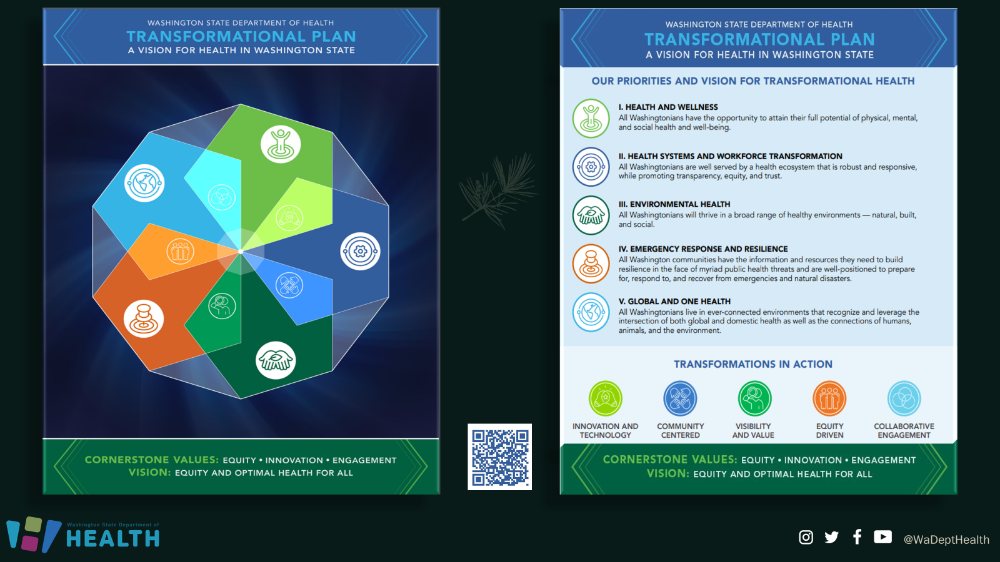 WASHINGTON STATE DEPARTMENT OF HEALTH
TRANSFORMATIONAL PLAN
A VISION FOR HEALTH IN WASHINGTON STATE
CORNERSTONE VALUES: EQUITY • INNOVATION • ENGAGEMENT
VISION: EQUITY AND OPTIMAL HEALTH FOR ALL
WASHINGTON STATE DEPARTMENT OF HEALTH
TRANSFORMATIONAL PLAN
A VISION FOR HEALTH IN WASHINGTON STATE
OUR PRIORITIES AND VISION FOR TRANSFORMATIONAL HEALTH
I. HEALTH AND WELLNESS
All Washingtonians have the opportunity to attain their full potential of physical, mental,
and social health and well-being.
II. HEALTH SYSTEMS AND WORKFORCE TRANSFORMATION
All Washingtonians are well served by a health ecosystem that is robust and responsive,
while promoting transparency, equity, and trust.
III. ENVIRONMENTAL HEALTH
All Washingtonians will thrive in a broad range of healthy environments — natural, built,
and social.
IV. EMERGENCY RESPONSE AND RESILIENCE
All Washington communities have the information and resources they need to build
resilience in the face of myriad public health threats and are well-positioned to prepare
for, respond to, and recover from emergencies and natural disasters.
V. GLOBAL AND ONE HEALTH
All Washingtonians live in ever-connected environments that recognize and leverage the
intersection of both global and domestic health as well as the connections of humans,
animals, and the environment.
TRANSFORMATIONS IN ACTION
INNOVATION AND
TECHNOLOGY
COMMUNITY
CENTERED
VISIBILITY
AND VALUE
EQUITY
DRIVEN
COLLABORATIVE
ENGAGEMENT
CORNERSTONE VALUES: EQUITY • INNOVATION • ENGAGEMENT
VISION: EQUITY AND OPTIMAL HEALTH FOR ALL
Washington State Department of
HEALTH
@WaDeptHealth